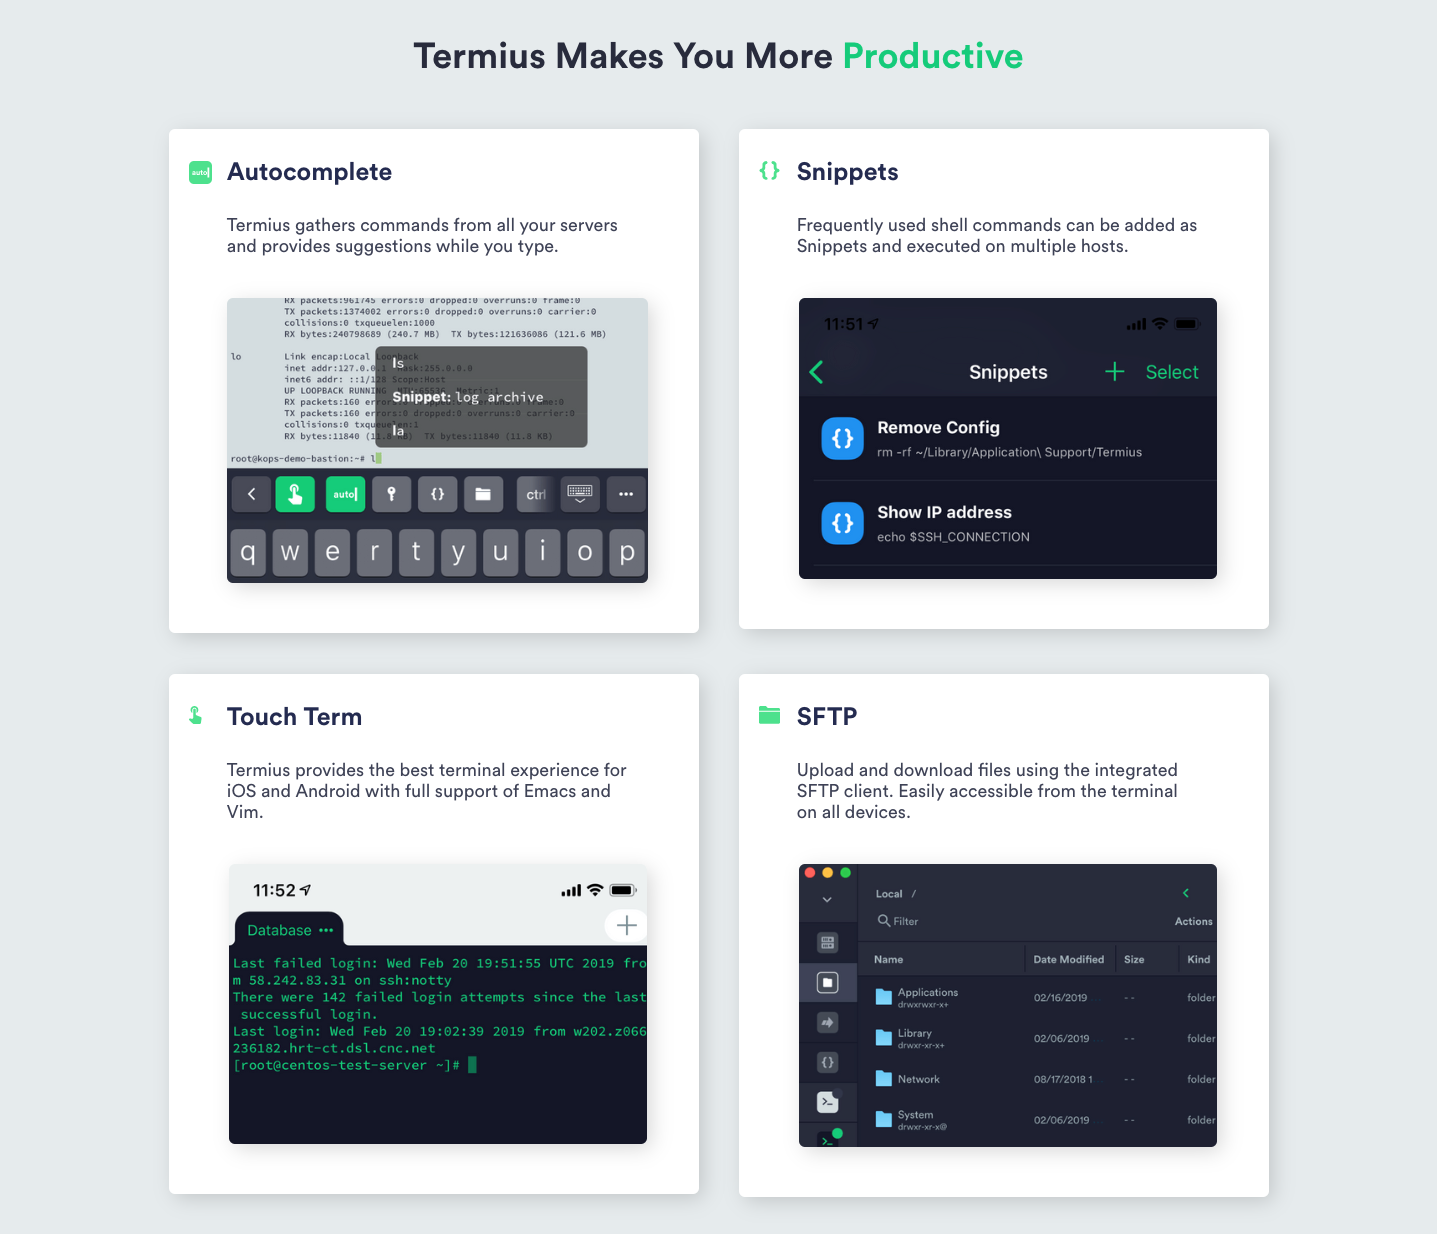 Termius Makes You More Productive
auto
Autocomplete
Termius gathers commands from all your servers
and provides suggestions while you type.
RX packets:961745 errors:0 dropped:0 overruns:0 frame:0
TX packets:1374002 errors:0 dropped:0 overruns:0 carrier:0
collisions:0 txqueuelen:1000
RX bytes:240798689 (240.7 MB)  TX bytes:121636086 (121.6 MB)
lo Link encap:Local Loopback
inet addr:127.0.0.1 Mask:255.0.0.0
inet6 addr: ::1/128 Scope:Host
UP LOOPBACK RUNNING MTU:65536 Metric:1
RX packets:160 errors:0 dropped:0 overruns:0 frame:0
TX packets:160 errors:0 dropped:0 overruns:0 carrier:0
collisions:0 txqueuelen:1
RX bytes:11840 (11.8 KB)  TX bytes:11840 (11.8 KB)
root@kops-demo-bastion:~# l
ls
Snippet: log archive
la
auto {} ctrl •••
q w e r t y u i o p
{} Snippets
Frequently used shell commands can be added as
Snippets and executed on multiple hosts.
11:51
Snippets + Select
{} Remove Config
rm -rf ~/Library/Application\ Support/Termius
{} Show IP address
echo $SSH_CONNECTION
Touch Term
Termius provides the best terminal experience for
iOS and Android with full support of Emacs and
Vim.
11:52
Database ••• +
Last failed login: Wed Feb 20 19:51:55 UTC 2019 fro
m 58.242.83.31 on ssh:notty
There were 142 failed login attempts since the last
successful login.
Last login: Wed Feb 20 19:02:39 2019 from w202.z066
236182.hrt-ct.dsl.cnc.net
[root@centos-test-server ~]#
SFTP
Upload and download files using the integrated
SFTP client. Easily accessible from the terminal
on all devices.
Local /
Filter Actions
Name Date Modified Size Kind
Applications 02/16/2019 -- folder
drwxrwxr-x+
Library 02/06/2019 -- folder
drwxr-xr-x+
Network 08/17/2018 1 -- folder
System 02/06/2019 -- folder
drwxr-xr-x@